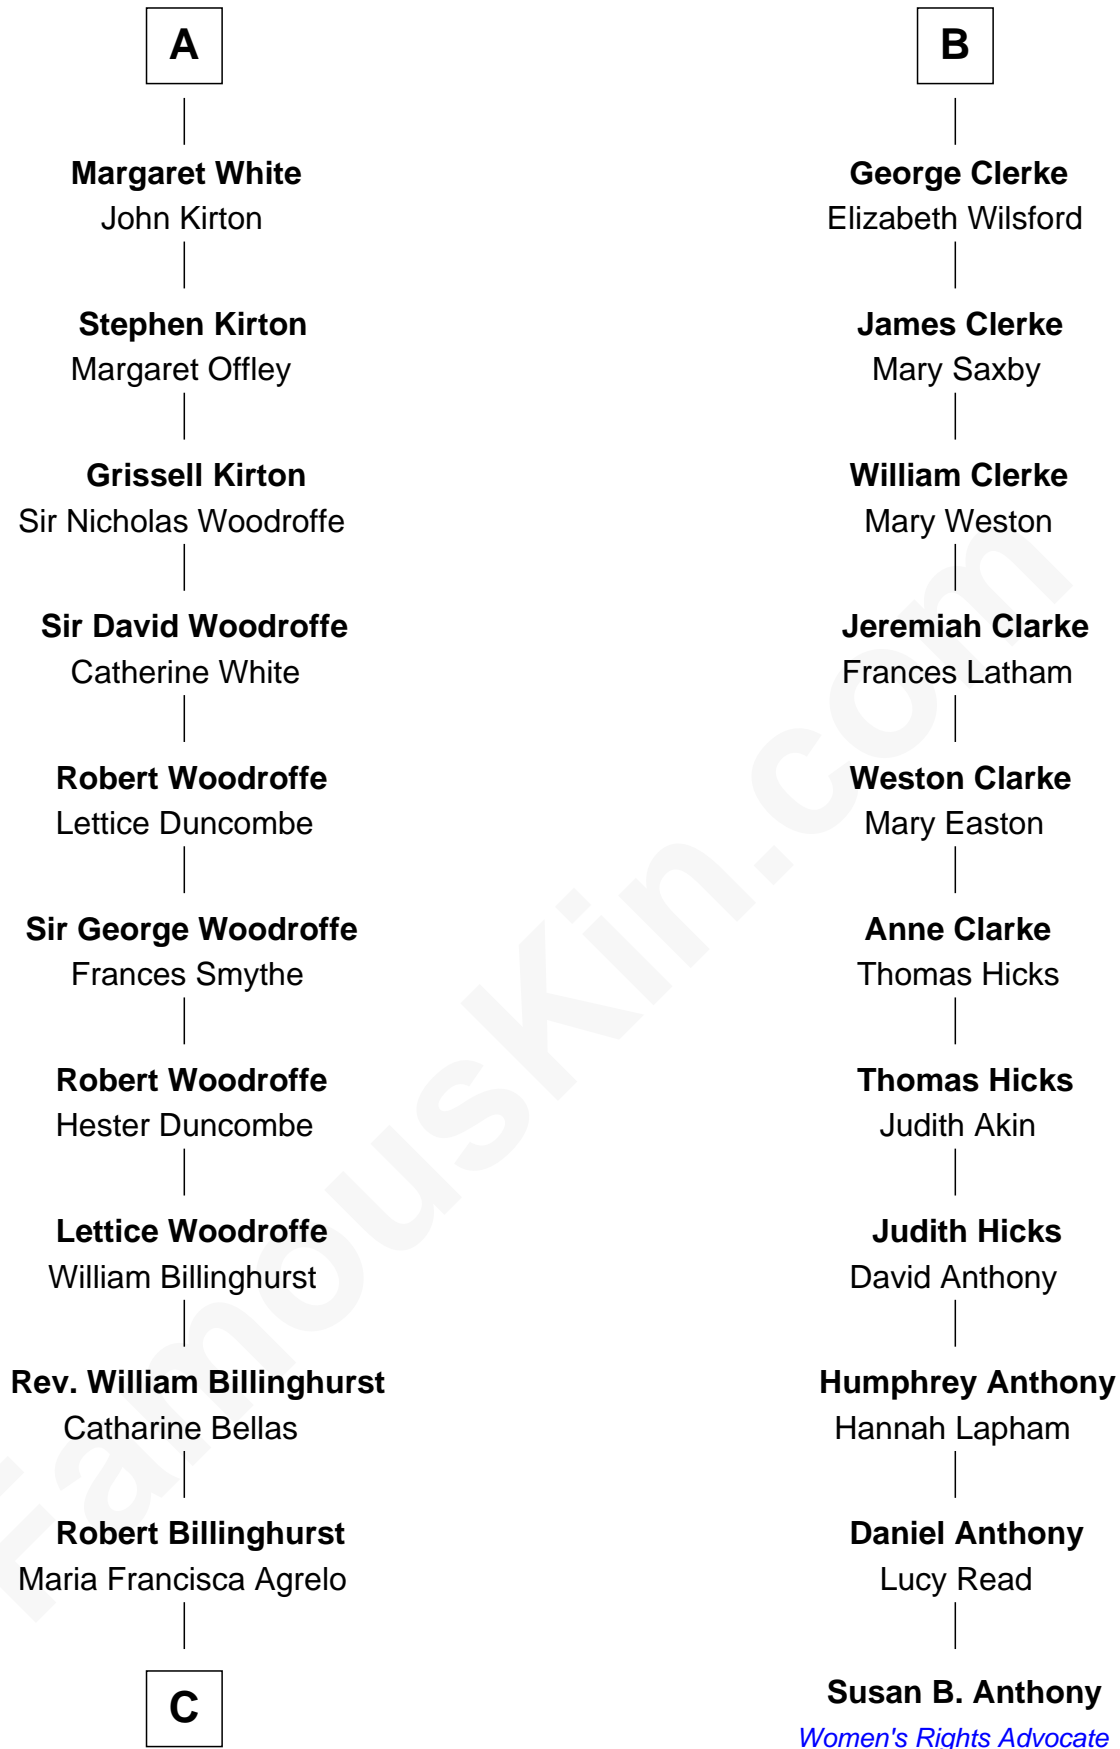 A
Margaret White
John Kirton
Stephen Kirton
Margaret Offley
Grissell Kirton
Sir Nicholas Woodroffe
Sir David Woodroffe
Catherine White
Robert Woodroffe
Lettice Duncombe
Sir George Woodroffe
Frances Smythe
Robert Woodroffe
Hester Duncombe
Lettice Woodroffe
William Billinghurst
Rev. William Billinghurst
Catharine Bellas
Robert Billinghurst
Maria Francisca Agrelo
C
B
George Clerke
Elizabeth Wilsford
James Clerke
Mary Saxby
William Clerke
Mary Weston
Jeremiah Clarke
Frances Latham
Weston Clarke
Mary Easton
Anne Clarke
Thomas Hicks
Thomas Hicks
Judith Akin
Judith Hicks
David Anthony
Humphrey Anthony
Hannah Lapham
Daniel Anthony
Lucy Read
Susan B. Anthony
Women's Rights Advocate
FamousKin.com